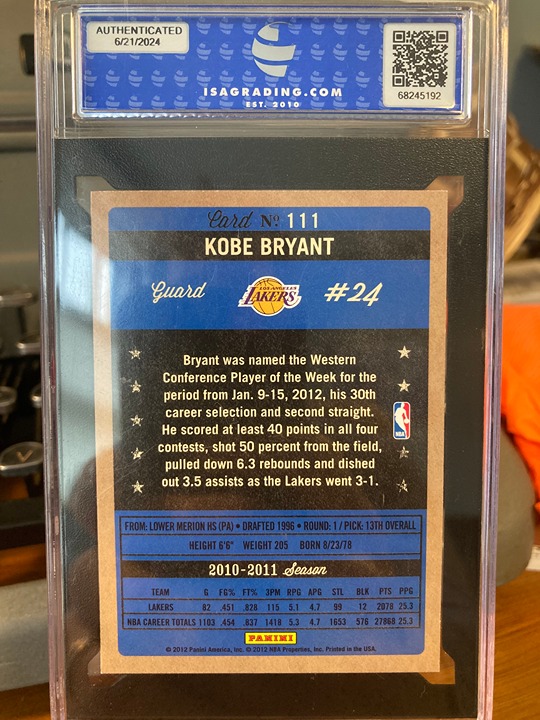 AUTHENTICATED
6/21/2024
68245192
ISAGRADING.COM
EST. 2010
Card No 111
KOBE BRYANT
Guard
LOS ANGELES
LAKERS
#24
Bryant was named the Western
Conference Player of the Week for the
period from Jan. 9-15, 2012, his 30th
career selection and second straight.
He scored at least 40 points in all four
contests, shot 50 percent from the field,
pulled down 6.3 rebounds and dished
out 3.5 assists as the Lakers went 3-1.
NBA
FROM: LOWER MERION HS (PA) • DRAFTED 1996 • ROUND: 1 / PICK: 13TH OVERALL
HEIGHT 6'6" WEIGHT 205 BORN 8/23/78
2010-2011 Season
TEAM G FG% FT% 3PM RPG APG STL BLK PTS PPG
LAKERS 82 .451 .828 115 5.1 4.7 99 12 2078 25.3
NBA CAREER TOTALS 1103 .454 .837 1418 5.3 4.7 1653 576 27868 25.3
PANINI
© 2012 Panini America, Inc. © 2012 NBA Properties, Inc. Printed in the USA.